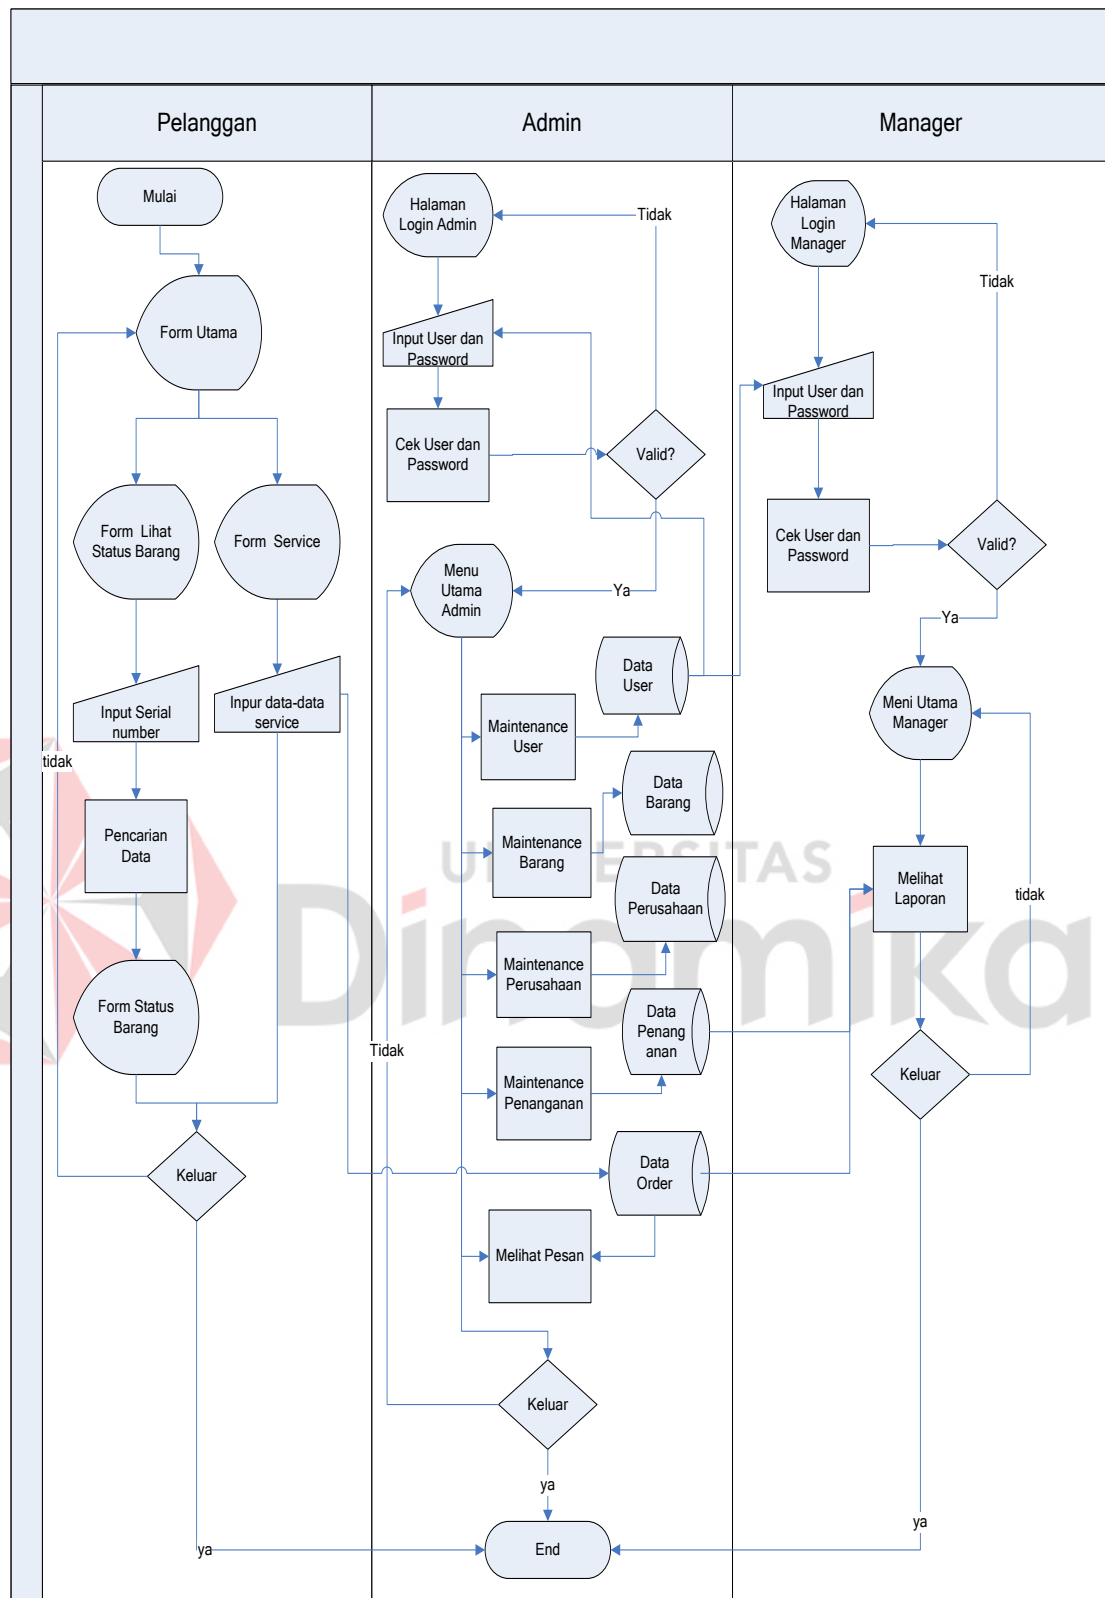 Pelanggan
Admin
Manager
Mulai
Form Utama
Form Lihat
Status Barang
Form Service
Input Serial
number
Inpur data-data
service
tidak
Pencarian
Data
Form Status
Barang
Keluar
ya
Halaman
Login Admin
Tidak
Input User dan
Password
Cek User dan
Password
Valid?
Ya
Menu
Utama
Admin
Data
User
Maintenance
User
Data
Barang
Maintenance
Barang
Data
Perusahaan
Maintenance
Perusahaan
Data
Penang
anan
Tidak
Maintenance
Penanganan
Data
Order
Melihat Pesan
Keluar
ya
End
Halaman
Login
Manager
Tidak
Input User dan
Password
Cek User dan
Password
Valid?
Ya
Meni Utama
Manager
Melihat
Laporan
tidak
Keluar
ya
UNIVERSITAS
Dinamika